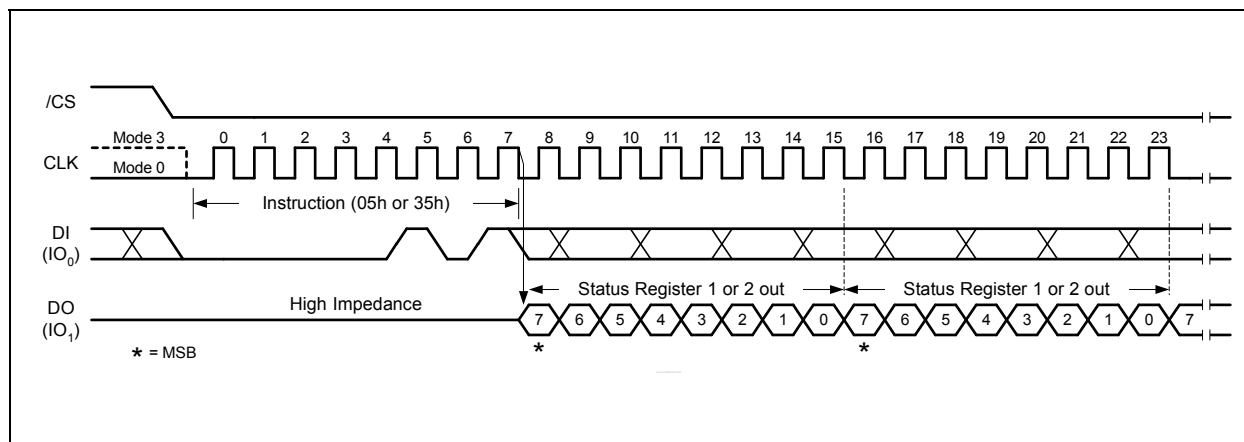 /CS
Mode 3 0 1 2 3 4 5 6 7 8 9 10 11 12 13 14 15 16 17 18 19 20 21 22 23
CLK Mode 0
Instruction (05h or 35h)
DI
(IO0)
Status Register 1 or 2 out Status Register 1 or 2 out
High Impedance
DO 7 6 5 4 3 2 1 0 7 6 5 4 3 2 1 0 7
(IO1)
* *
* = MSB